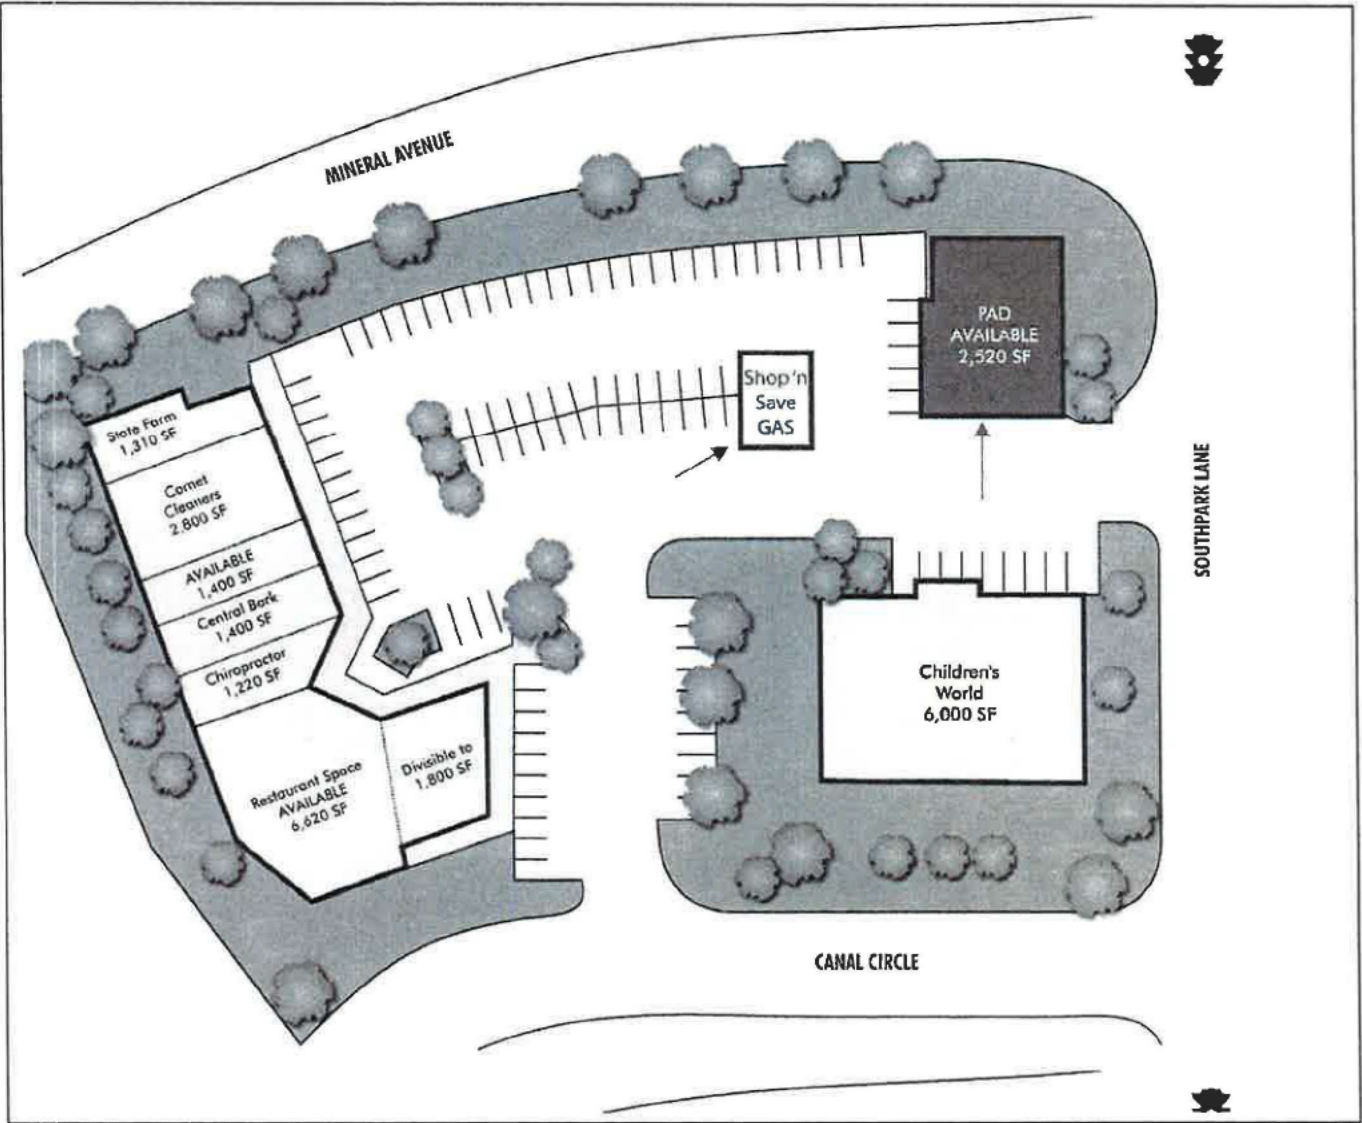 MINERAL AVENUE
PAD
AVAILABLE
2,520 SF
Shop 'n
Save
GAS
State Farm
1,310 SF
Comet
Cleaners
2,800 SF
AVAILABLE
1,400 SF
Central Bark
1,400 SF
Chiropractor
1,220 SF
Restaurant Space
AVAILABLE
6,620 SF
Divisible to
1,800 SF
Children's
World
6,000 SF
SOUTHPARK LANE
CANAL CIRCLE